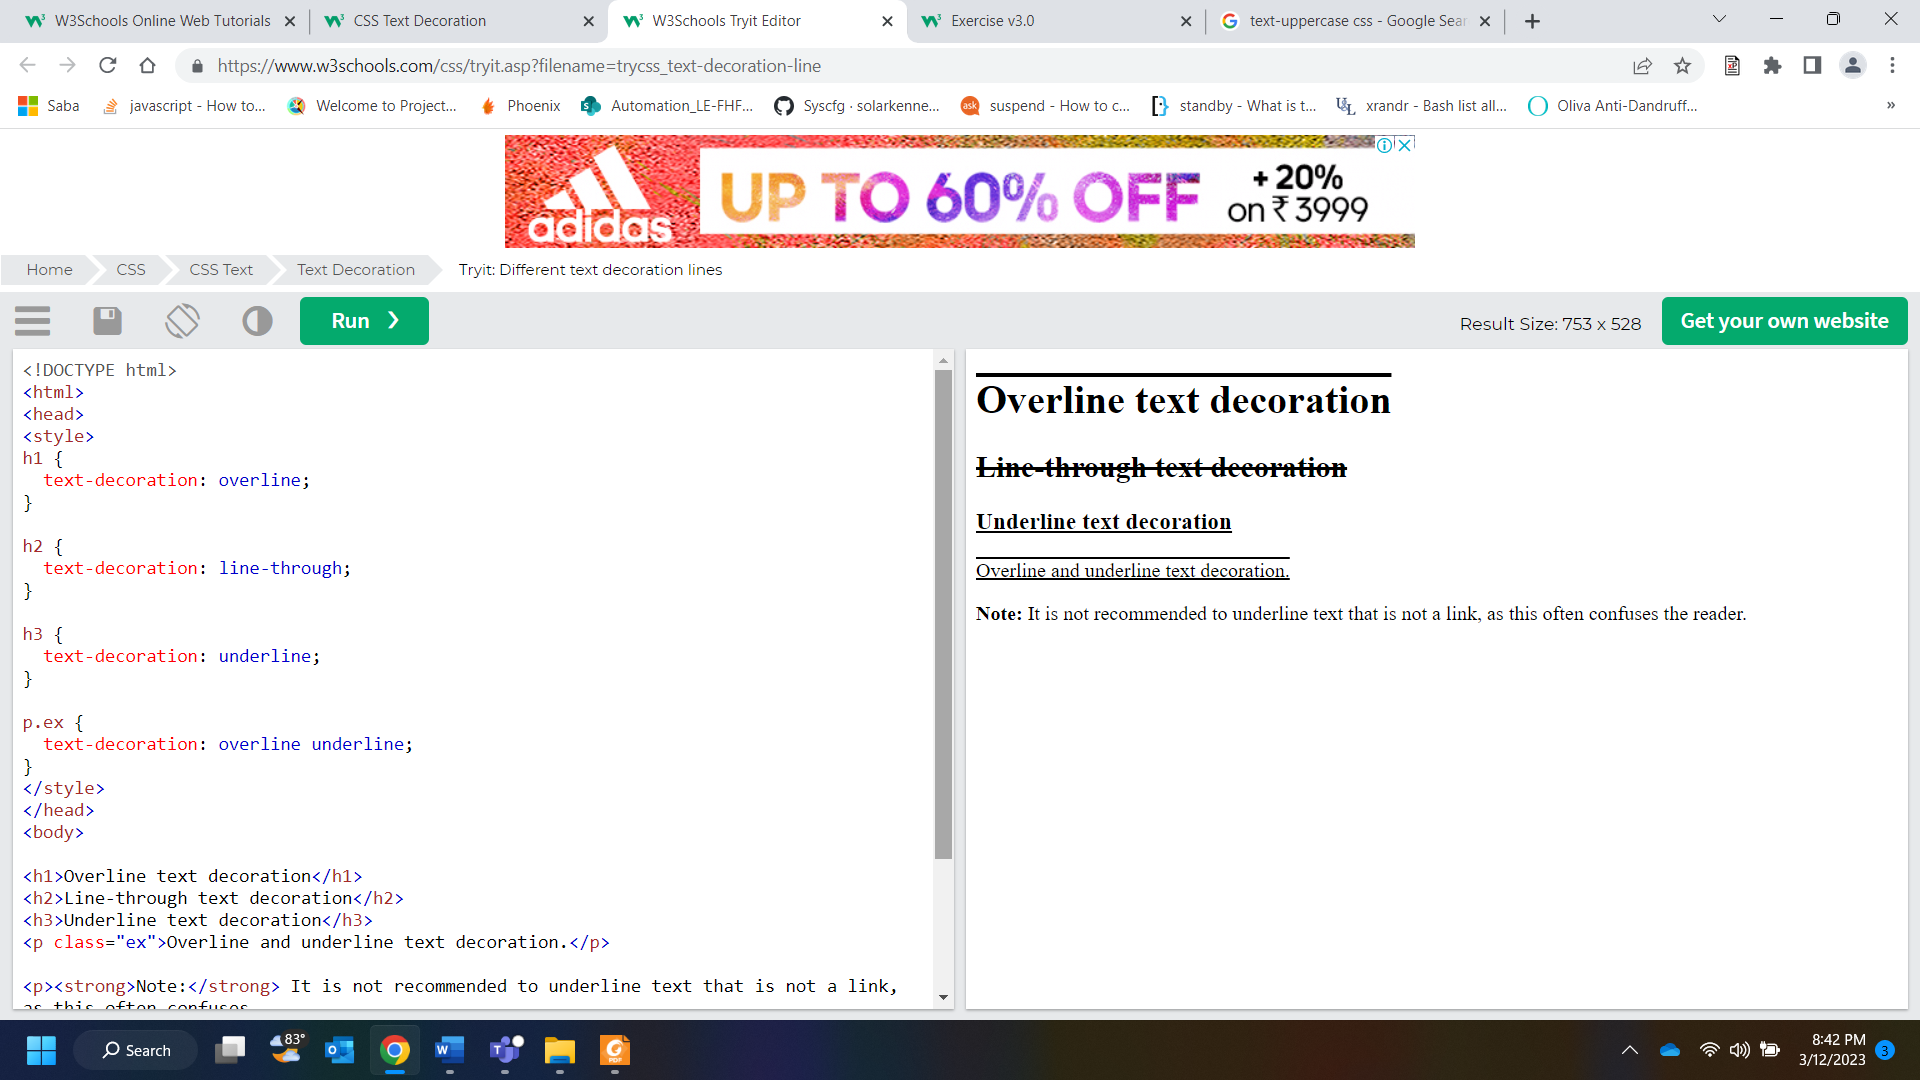 W3Schools Online Web Tutorials
CSS Text Decoration
W3Schools Tryit Editor
Exercise v3.0
text-uppercase css - Google Sear
https://www.w3schools.com/css/tryit.asp?filename=trycss_text-decoration-line
Saba
javascript - How to...
Welcome to Project...
Phoenix
Automation_LE-FHF...
Syscfg · solarkenne...
ask
suspend - How to c...
standby - What is t...
xrandr - Bash list all...
Oliva Anti-Dandruff...
»
adidas
UP TO 60% OFF
+ 20%
on ₹ 3999
Home
CSS
CSS Text
Text Decoration
Tryit: Different text decoration lines
Run ❯
Result Size: 753 x 528
Get your own website
<!DOCTYPE html>
<html>
<head>
<style>
h1 {
text-decoration: overline;
}
h2 {
text-decoration: line-through;
}
h3 {
text-decoration: underline;
}
p.ex {
text-decoration: overline underline;
}
</style>
</head>
<body>
<h1>Overline text decoration</h1>
<h2>Line-through text decoration</h2>
<h3>Underline text decoration</h3>
<p class="ex">Overline and underline text decoration.</p>
<p><strong>Note:</strong> It is not recommended to underline text that is not a link,
as this often confuses
Overline text decoration
Line-through text decoration
Underline text decoration
Overline and underline text decoration.
Note: It is not recommended to underline text that is not a link, as this often confuses the reader.
Search
83°
8:42 PM
3/12/2023
3